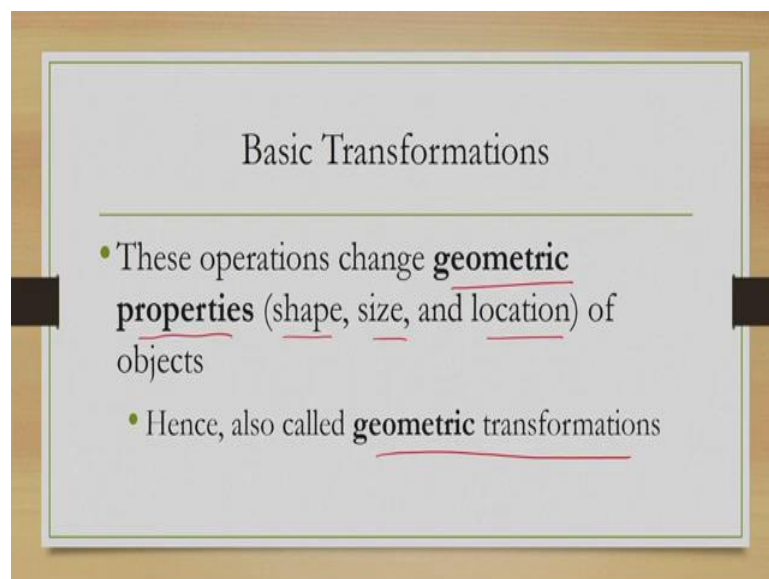 Basic Transformations
• These operations change geometric
properties (shape, size, and location) of
objects
• Hence, also called geometric transformations